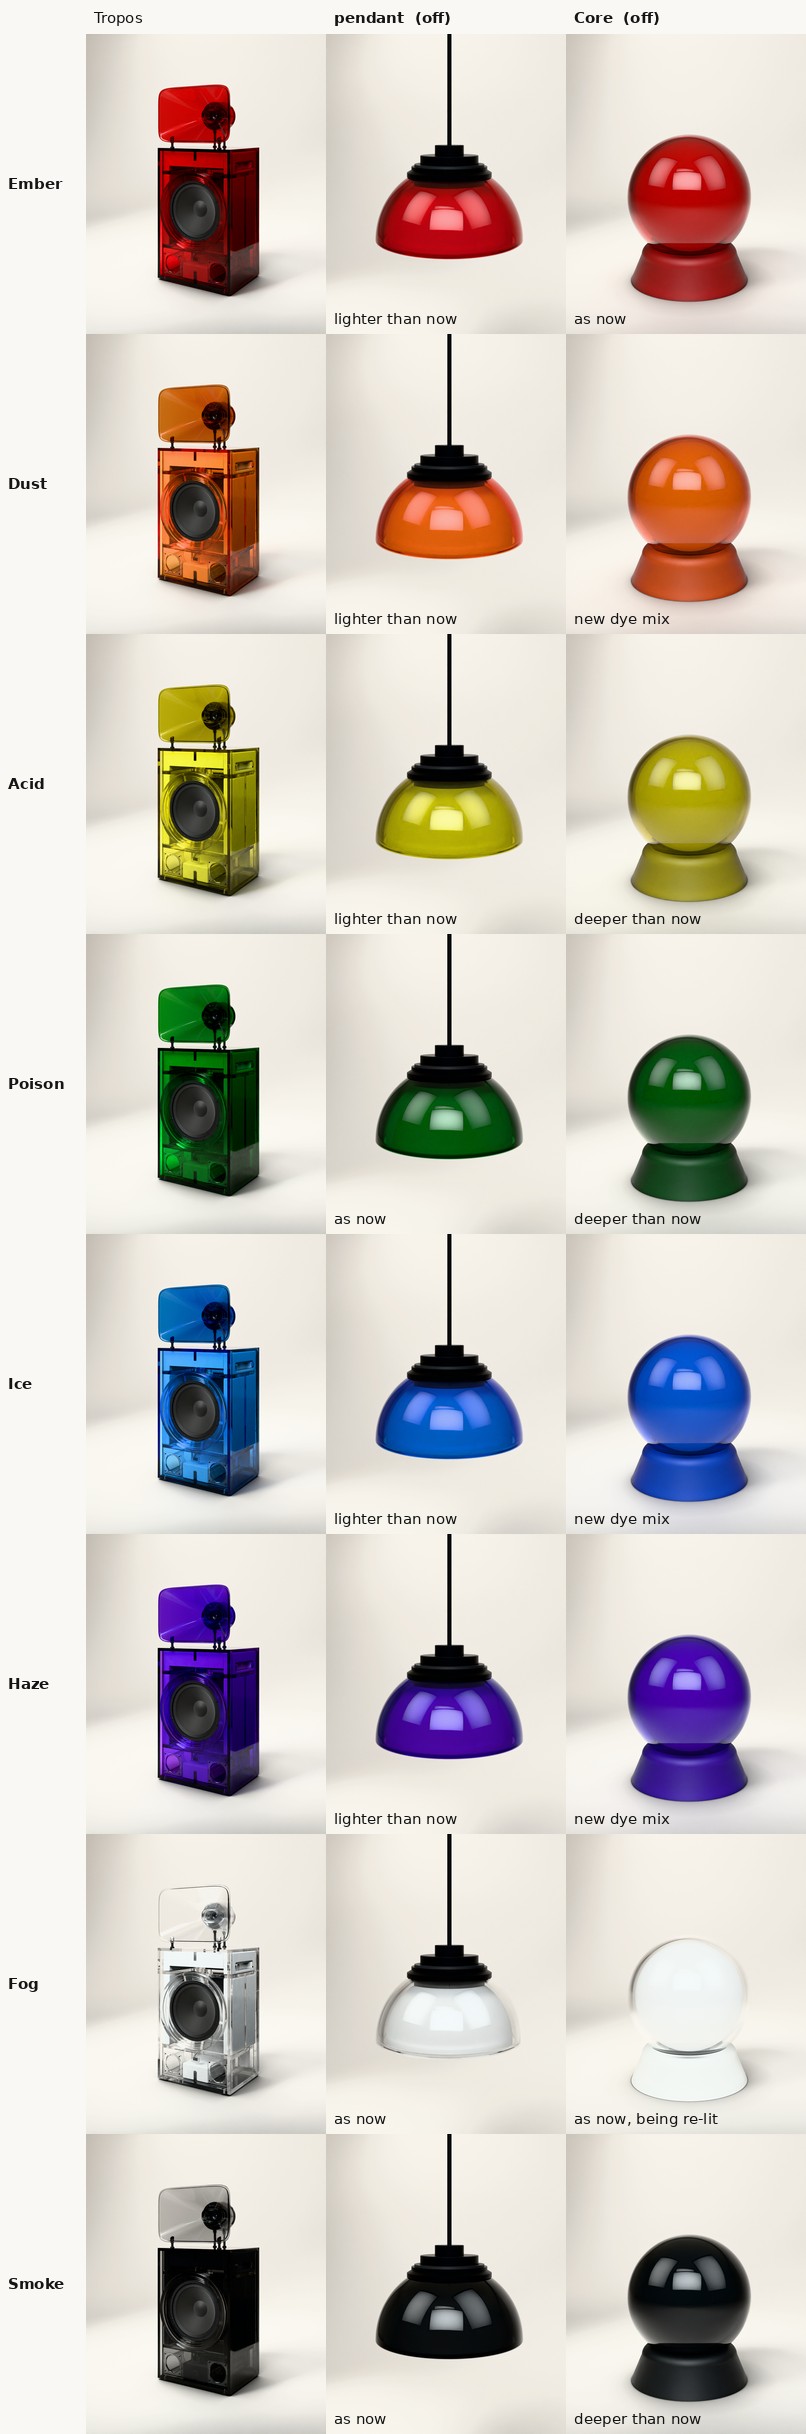 Tropos pendant (off) Core (off)
Ember
lighter than now as now
Dust
lighter than now new dye mix
Acid
lighter than now deeper than now
Poison
as now deeper than now
Ice
lighter than now new dye mix
Haze
lighter than now new dye mix
Fog
as now as now, being re-lit
Smoke
as now deeper than now